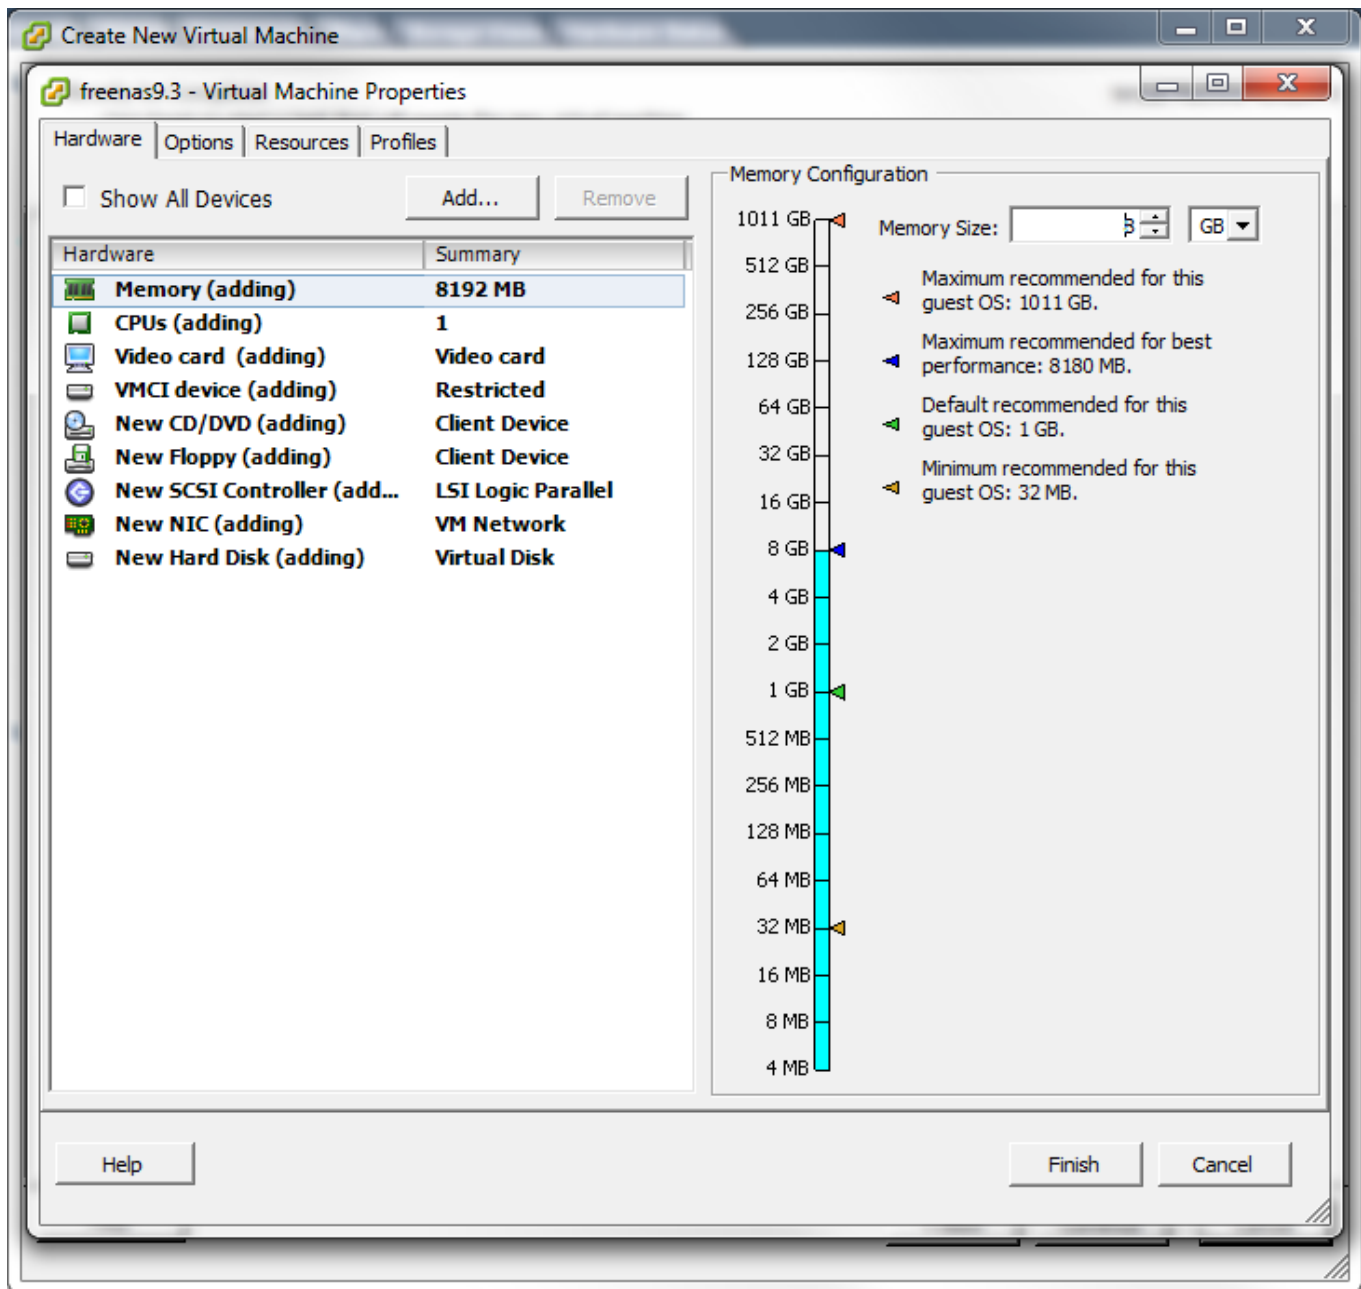 Create New Virtual Machine
freenas9.3 - Virtual Machine Properties
Hardware Options Resources Profiles
Show All Devices Add... Remove
Hardware Summary
Memory (adding) 8192 MB
CPUs (adding) 1
Video card (adding) Video card
VMCI device (adding) Restricted
New CD/DVD (adding) Client Device
New Floppy (adding) Client Device
New SCSI Controller (add... LSI Logic Parallel
New NIC (adding) VM Network
New Hard Disk (adding) Virtual Disk
Memory Configuration
1011 GB
512 GB
256 GB
128 GB
64 GB
32 GB
16 GB
8 GB
4 GB
2 GB
1 GB
512 MB
256 MB
128 MB
64 MB
32 MB
16 MB
8 MB
4 MB
Memory Size: 8 GB
Maximum recommended for this
guest OS: 1011 GB.
Maximum recommended for best
performance: 8180 MB.
Default recommended for this
guest OS: 1 GB.
Minimum recommended for this
guest OS: 32 MB.
Help Finish Cancel